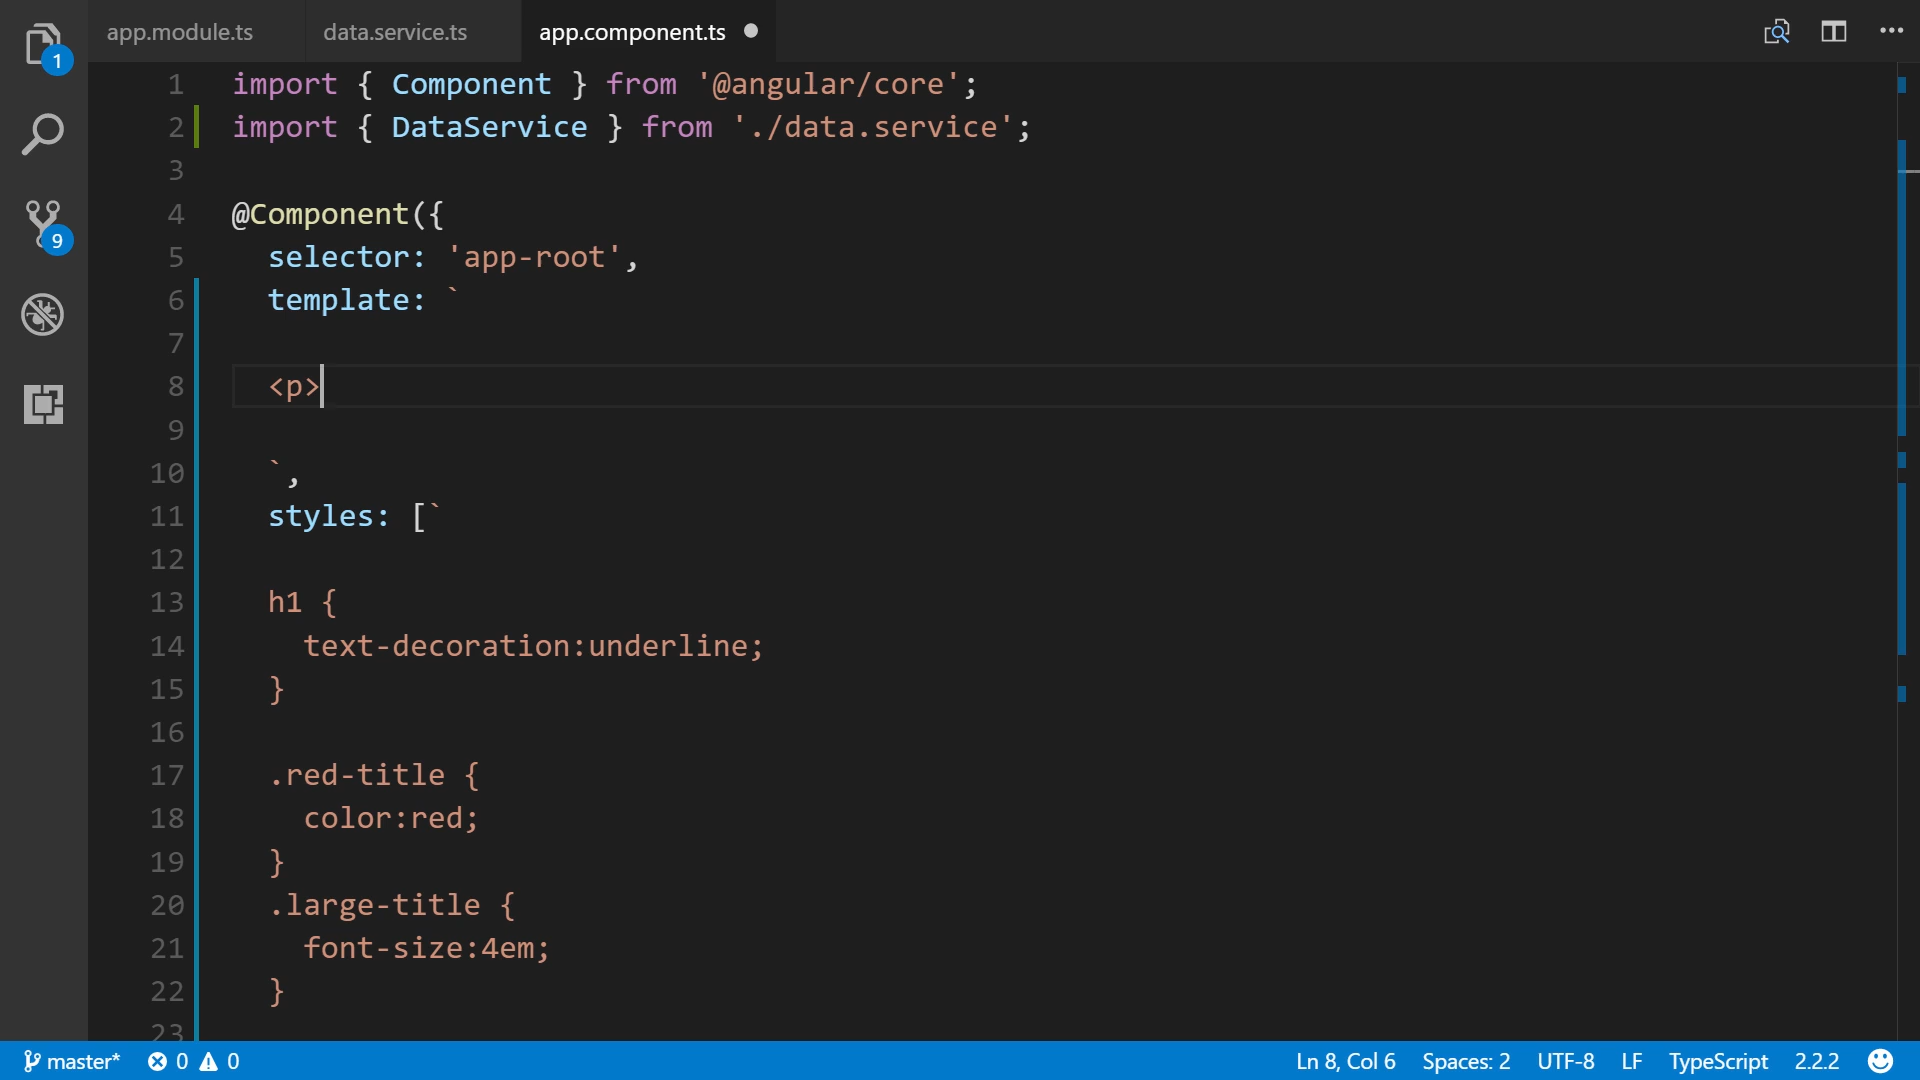 app.module.ts data.service.ts app.component.ts
1
9
1 import { Component } from '@angular/core';
2 import { DataService } from './data.service';
3
4 @Component({
5 selector: 'app-root',
6 template: `
7
8 <p>
9
10 `,
11 styles: [`
12
13 h1 {
14 text-decoration:underline;
15 }
16
17 .red-title {
18 color:red;
19 }
20 .large-title {
21 font-size:4em;
22 }
23
master* 0 0 Ln 8, Col 6 Spaces: 2 UTF-8 LF TypeScript 2.2.2